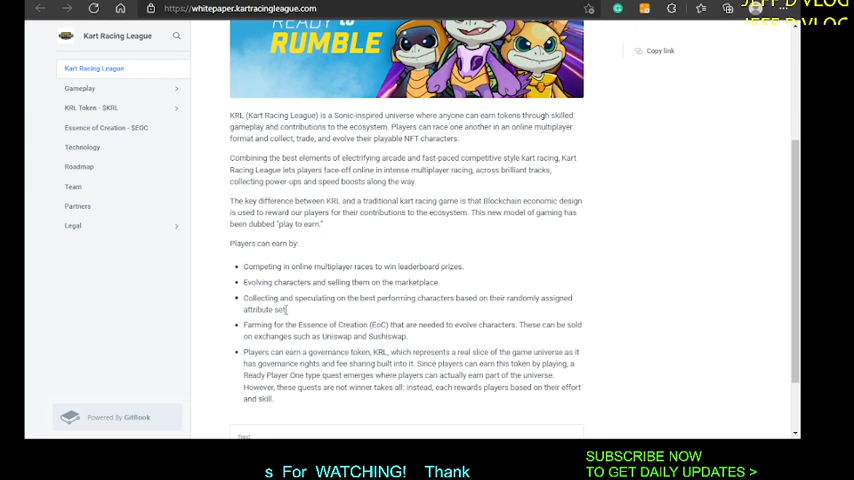 https://whitepaper.kartracingleague.com
JEFF D VLOG
Kart Racing League
READY to
RUMBLE
Copy link
Kart Racing League
Gameplay
KRL Token - $KRL
Essence of Creation - $EOC
Technology
Roadmap
Team
Partners
Legal
KRL (Kart Racing League) is a Sonic-inspired universe where anyone can earn tokens through skilled
gameplay and contributions to the ecosystem. Players can race one another in an online multiplayer
format and collect, trade, and evolve their playable NFT characters.
Combining the best elements of electrifying arcade and fast-paced competitive style kart racing, Kart
Racing League lets players face-off online in intense multiplayer racing, across brilliant tracks,
collecting power-ups and speed boosts along the way.
The key difference between KRL and a traditional kart racing game is that Blockchain economic design
is used to reward our players for their contributions to the ecosystem. This new model of gaming has
been dubbed "play to earn."
Players can earn by:
Competing in online multiplayer races to win leaderboard prizes.
Evolving characters and selling them on the marketplace.
Collecting and speculating on the best performing characters based on their randomly assigned
attribute set.
Farming for the Essence of Creation (EoC) that are needed to evolve characters. These can be sold
on exchanges such as Uniswap and Sushiswap.
Players can earn a governance token, KRL, which represents a real slice of the game universe as it
has governance rights and fee sharing built into it. Since players can earn this token by playing, a
Ready Player One type quest emerges where players can actually earn part of the universe.
However, these quests are not winner takes all: instead, each rewards players based on their effort
and skill.
Powered By GitBook
Next
s For WATCHING! Thank
SUBSCRIBE NOW
TO GET DAILY UPDATES >